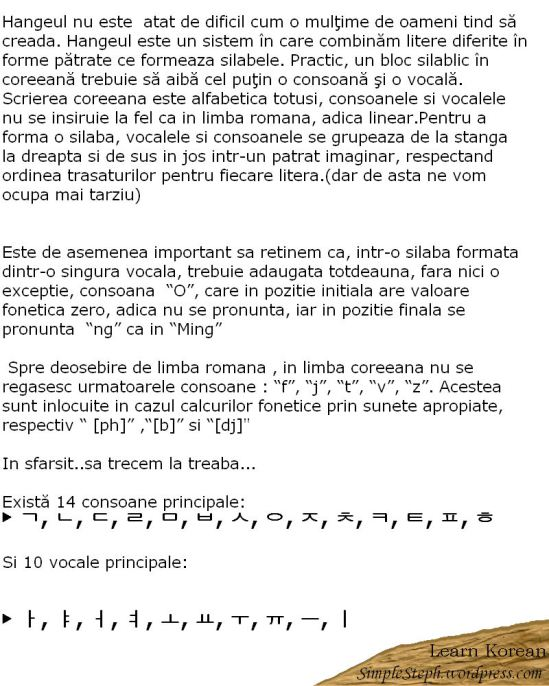 Hangeul nu este  atat de dificil cum o mulţime de oameni tind să
creada. Hangeul este un sistem în care combinăm litere diferite în
forme pătrate ce formeaza silabele. Practic, un bloc silablic în
coreeană trebuie să aibă cel puţin o consoană şi o vocală.
Scrierea coreeana este alfabetica totusi, consoanele si vocalele
nu se insiruie la fel ca in limba romana, adica linear.Pentru a
forma o silaba, vocalele si consoanele se grupeaza de la stanga
la dreapta si de sus in jos intr-un patrat imaginar, respectand
ordinea trasaturilor pentru fiecare litera.(dar de asta ne vom
ocupa mai tarziu)
Este de asemenea important sa retinem ca, intr-o silaba formata
dintr-o singura vocala, trebuie adaugata totdeauna, fara nici o
exceptie, consoana  “O”, care in pozitie initiala are valoare
fonetica zero, adica nu se pronunta, iar in pozitie finala se
pronunta  “ng” ca in “Ming”
Spre deosebire de limba romana , in limba coreeana nu se
regasesc urmatoarele consoane : “f”, “j”, “t”, “v”, “z”. Acestea
sunt inlocuite in cazul calcurilor fonetice prin sunete apropiate,
respectiv “ [ph]” ,“[b]” si “[dj]"
In sfarsit..sa trecem la treaba...
Există 14 consoane principale:
▶ ㄱ, ㄴ, ㄷ, ㄹ, ㅁ, ㅂ, ㅅ, ㅇ, ㅈ, ㅊ, ㅋ, ㅌ, ㅍ, ㅎ
Si 10 vocale principale:
▶ ㅏ, ㅑ, ㅓ, ㅕ, ㅗ, ㅛ, ㅜ, ㅠ, ㅡ, ㅣ
Learn Korean
SimpleSteph.wordpress.com